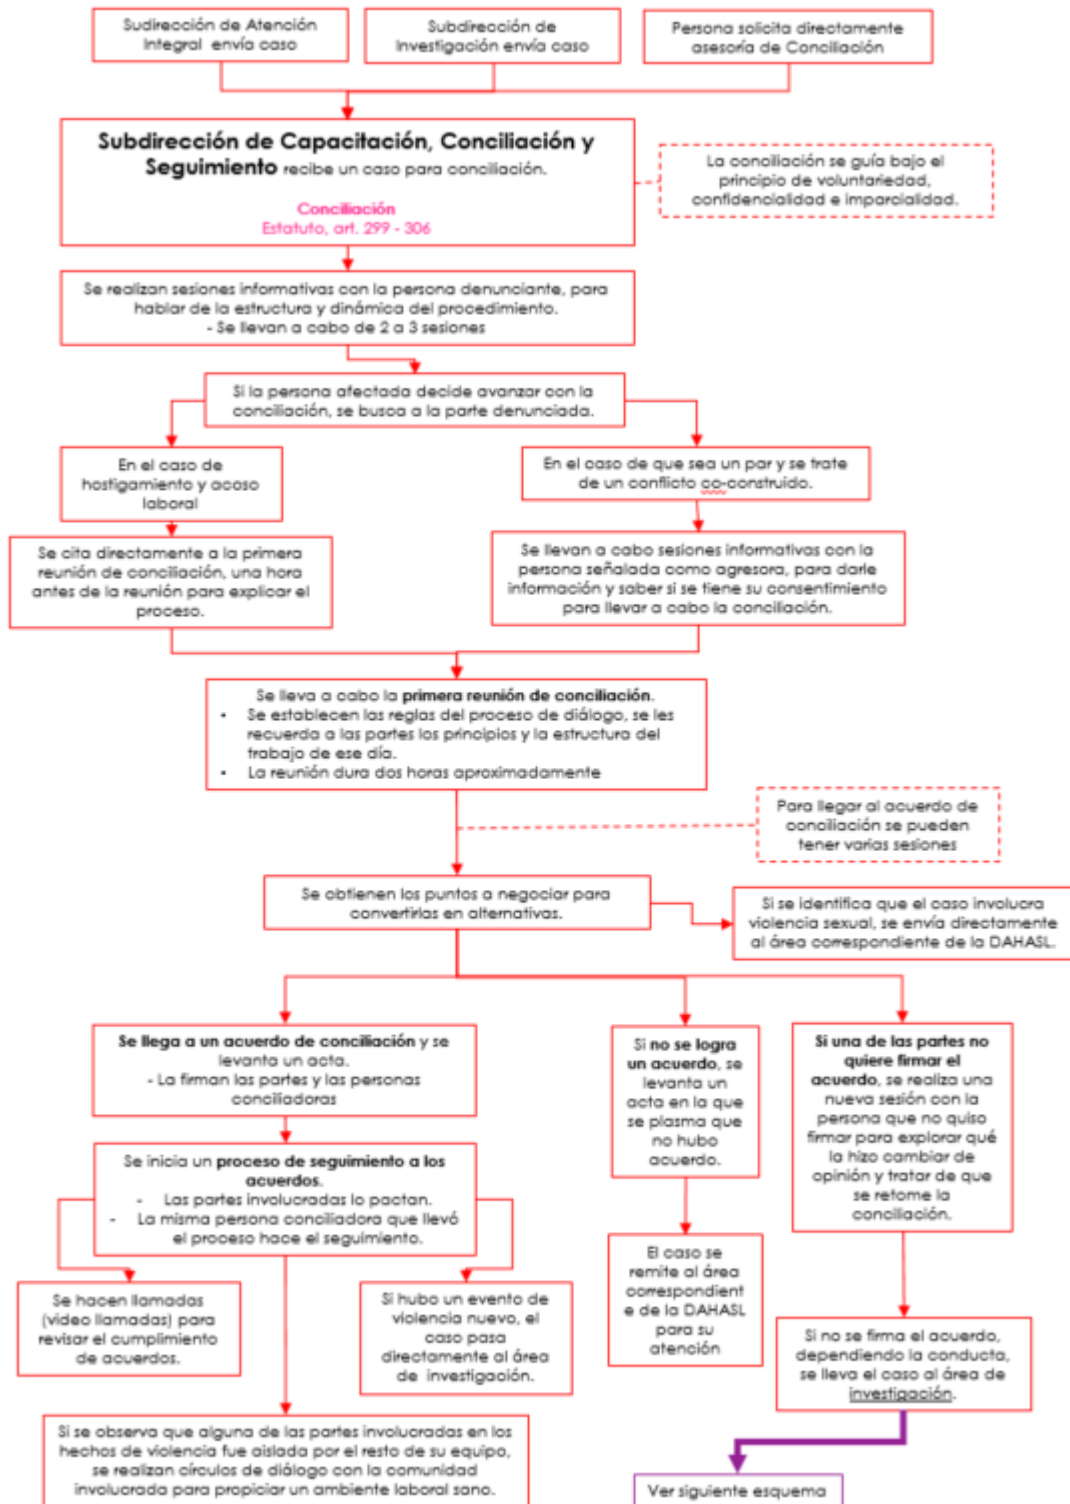 Sudirección de Atención
Integral envía caso
Subdirección de
Investigación envía caso
Persona solicita directamente
asesoría de Conciliación
Subdirección de Capacitación, Conciliación y
Seguimiento recibe un caso para conciliación.
Conciliación
Estatuto, art. 299 - 306
La conciliación se guía bajo el
principio de voluntariedad,
confidencialidad e imparcialidad.
Se realizan sesiones informativas con la persona denunciante, para
hablar de la estructura y dinámica del procedimiento.
- Se llevan a cabo de 2 a 3 sesiones
Si la persona afectada decide avanzar con la
conciliación, se busca a la parte denunciada.
En el caso de
hostigamiento y acoso
laboral
En el caso de que sea un par y se trate
de un conflicto co-construido.
Se cita directamente a la primera
reunión de conciliación, una hora
antes de la reunión para explicar el
proceso.
Se llevan a cabo sesiones informativas con la
persona señalada como agresora, para darle
información y saber si se tiene su consentimiento
para llevar a cabo la conciliación.
Se lleva a cabo la primera reunión de conciliación.
• Se establecen las reglas del proceso de diálogo, se les
recuerda a las partes los principios y la estructura del
trabajo de ese día.
• La reunión dura dos horas aproximadamente
Para llegar al acuerdo de
conciliación se pueden
tener varias sesiones
Se obtienen los puntos a negociar para
convertirlas en alternativas.
Si se identifica que el caso involucra
violencia sexual, se envía directamente
al área correspondiente de la DAHASL.
Se llega a un acuerdo de conciliación y se
levanta un acta.
- La firman las partes y las personas
conciliadoras
Si no se logra
un acuerdo, se
levanta un
acta en la que
se plasma que
no hubo
acuerdo.
Si una de las partes no
quiere firmar el
acuerdo, se realiza una
nueva sesión con la
persona que no quiso
firmar para explorar qué
la hizo cambiar de
opinión y tratar de que
se retome la
conciliación.
Se inicia un proceso de seguimiento a los
acuerdos.
- Las partes involucradas lo pactan.
- La misma persona conciliadora que llevó
el proceso hace el seguimiento.
El caso se
remite al área
correspondient
e de la DAHASL
para su
atención
Se hacen llamadas
(video llamadas) para
revisar el cumplimiento
de acuerdos.
Si hubo un evento de
violencia nuevo, el
caso pasa
directamente al área
de investigación.
Si no se firma el acuerdo,
dependiendo la conducta,
se lleva el caso al área de
investigación.
Si se observa que alguna de las partes involucradas en los
hechos de violencia fue aislada por el resto de su equipo,
se realizan círculos de diálogo con la comunidad
involucrada para propiciar un ambiente laboral sano.
Ver siguiente esquema